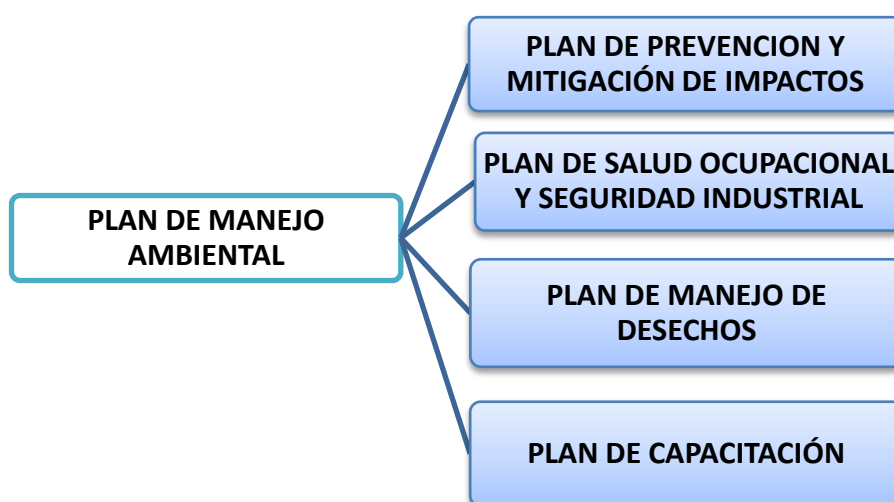 PLAN DE MANEJO
AMBIENTAL
PLAN DE PREVENCION Y
MITIGACIÓN DE IMPACTOS
PLAN DE SALUD OCUPACIONAL
Y SEGURIDAD INDUSTRIAL
PLAN DE MANEJO DE
DESECHOS
PLAN DE CAPACITACIÓN